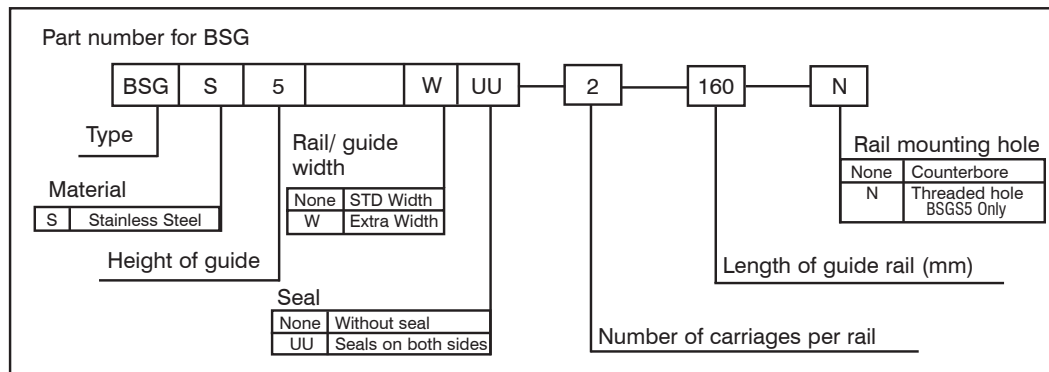 Part number for BSG
BSG S 5 W UU 2 160 N
Type
Rail/ guide
width
Rail mounting hole
None Counterbore
N Threaded hole
BSGS5 Only
Material
S Stainless Steel
None STD Width
W Extra Width
Height of guide
Length of guide rail (mm)
Seal
None Without seal
UU Seals on both sides
Number of carriages per rail